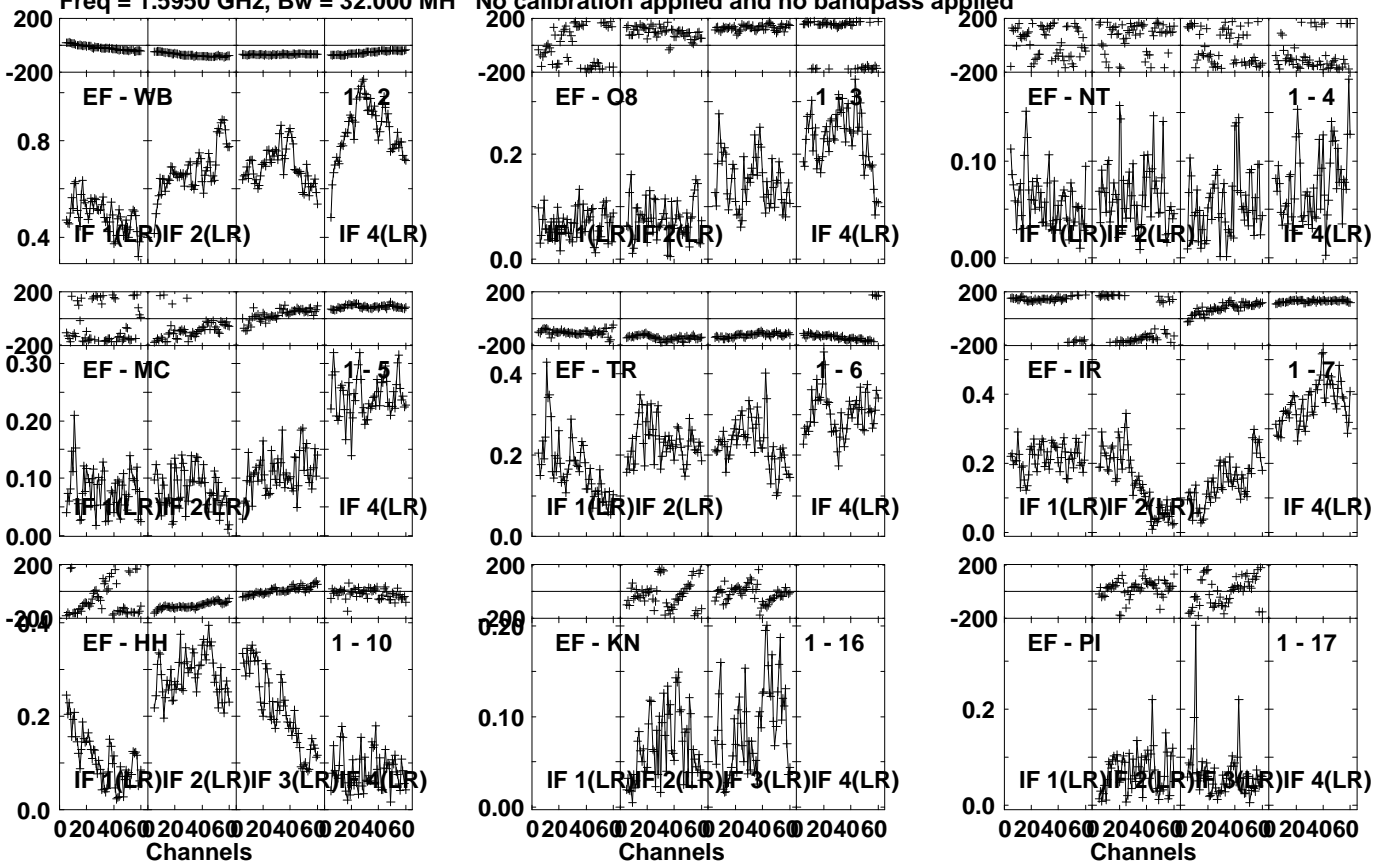 Freq = 1.5950 GHz, Bw = 32.000 MH No calibration applied and no bandpass applied
200
-200
EF - WB
1 - 2
0.8
0.4
IF 1(LR)
IF 2(LR)
IF 4(LR)
200
-200
EF - O8
1 - 3
0.2
0.0
IF 1(LR)
IF 2(LR)
IF 4(LR)
200
-200
EF - NT
1 - 4
0.10
0.00
IF 1(LR)
IF 2(LR)
IF 4(LR)
200
-200
0.30
EF - MC
1 - 5
0.20
0.10
0.00
IF 1(LR)
IF 2(LR)
IF 4(LR)
200
-200
EF - TR
1 - 6
0.4
0.2
0.0
IF 1(LR)
IF 2(LR)
IF 4(LR)
200
-200
EF - IR
1 - 7
0.4
0.2
0.0
IF 1(LR)
IF 2(LR)
IF 4(LR)
200
-200
0.4
EF - HH
1 - 10
0.2
0.0
IF 1(LR)
IF 2(LR)
IF 3(LR)
IF 4(LR)
0 20 40 60 0 20 40 60 0 20 40 60 0 20 40 60
Channels
200
-200
0.20
EF - KN
1 - 16
0.10
0.00
IF 1(LR)
IF 2(LR)
IF 3(LR)
IF 4(LR)
0 20 40 60 0 20 40 60 0 20 40 60 0 20 40 60
Channels
200
-200
EF - PI
1 - 17
0.2
0.0
IF 1(LR)
IF 2(LR)
IF 3(LR)
IF 4(LR)
0 20 40 60 0 20 40 60 0 20 40 60 0 20 40 60
Channels